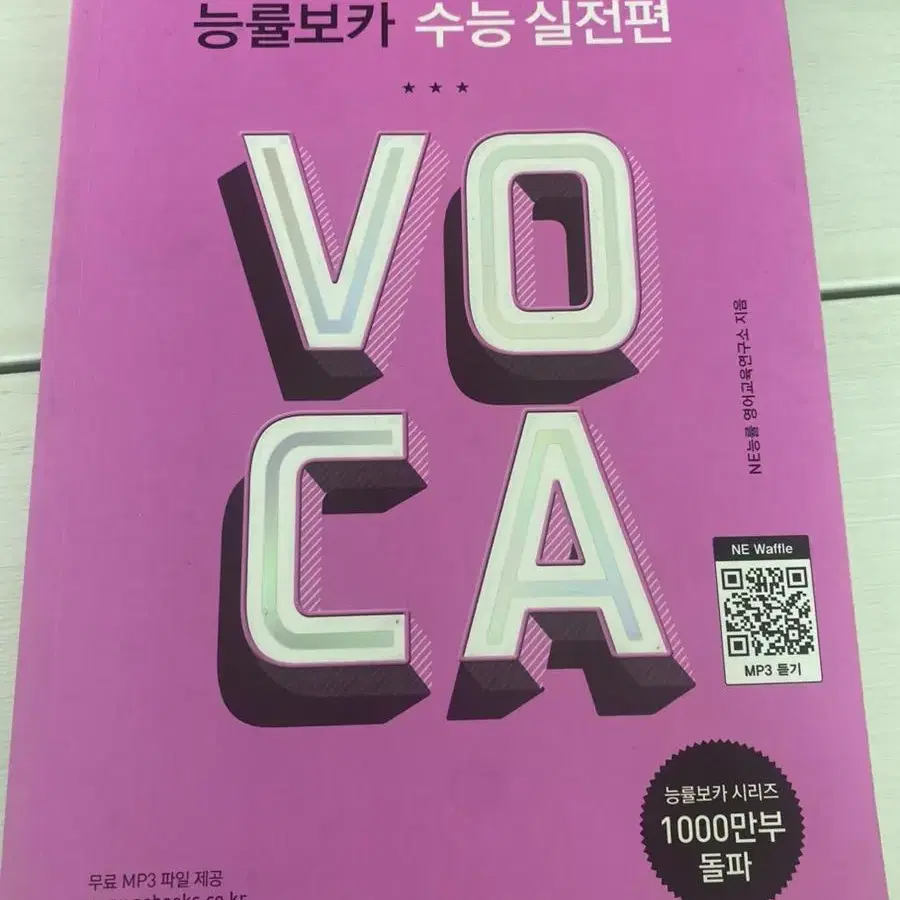 능률보카 수능 실전편
★ ★ ★
VO
CA
NE능률 영어교육연구소 지음
NE Waffle
MP3 듣기
능률보카 시리즈
1000만부
돌파
무료 MP3 파일 제공